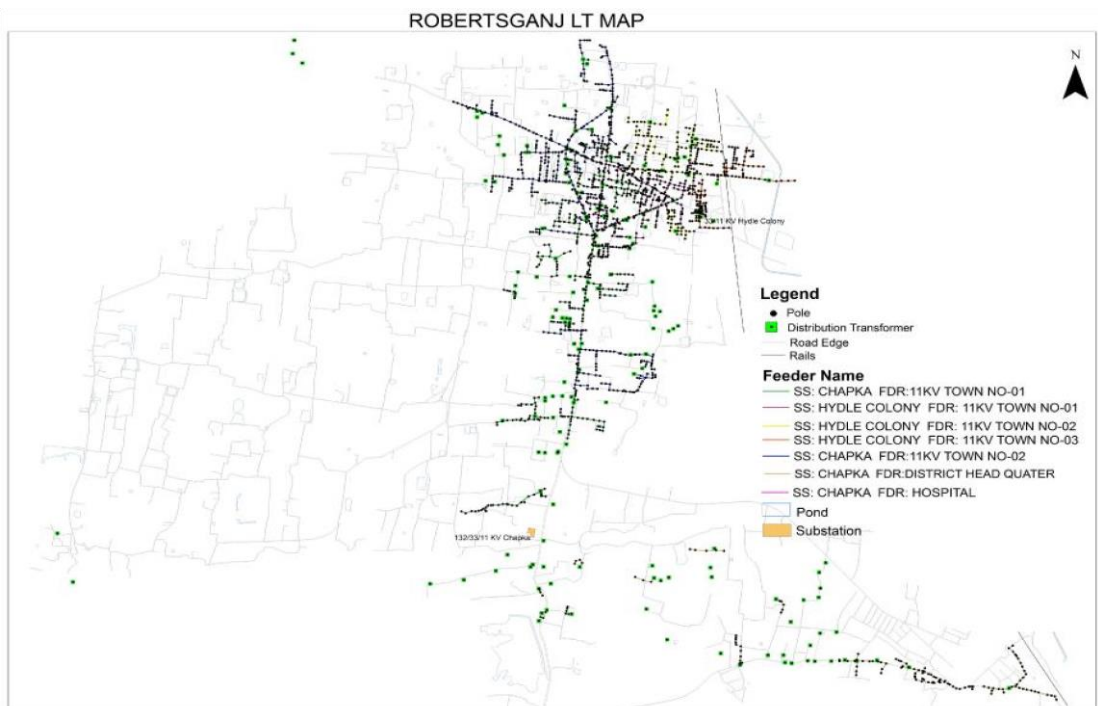 ROBERTSGANJ LT MAP
N
33/11 KV Hydle Colony
Legend
Pole
Distribution Transformer
Road Edge
Rails
Feeder Name
SS: CHAPKA FDR:11KV TOWN NO-01
SS: HYDLE COLONY FDR: 11KV TOWN NO-01
SS: HYDLE COLONY FDR: 11KV TOWN NO-02
SS: HYDLE COLONY FDR: 11KV TOWN NO-03
SS: CHAPKA FDR:11KV TOWN NO-02
SS: CHAPKA FDR:DISTRICT HEAD QUATER
SS: CHAPKA FDR: HOSPITAL
Pond
Substation
132/33/11 KV Chapka